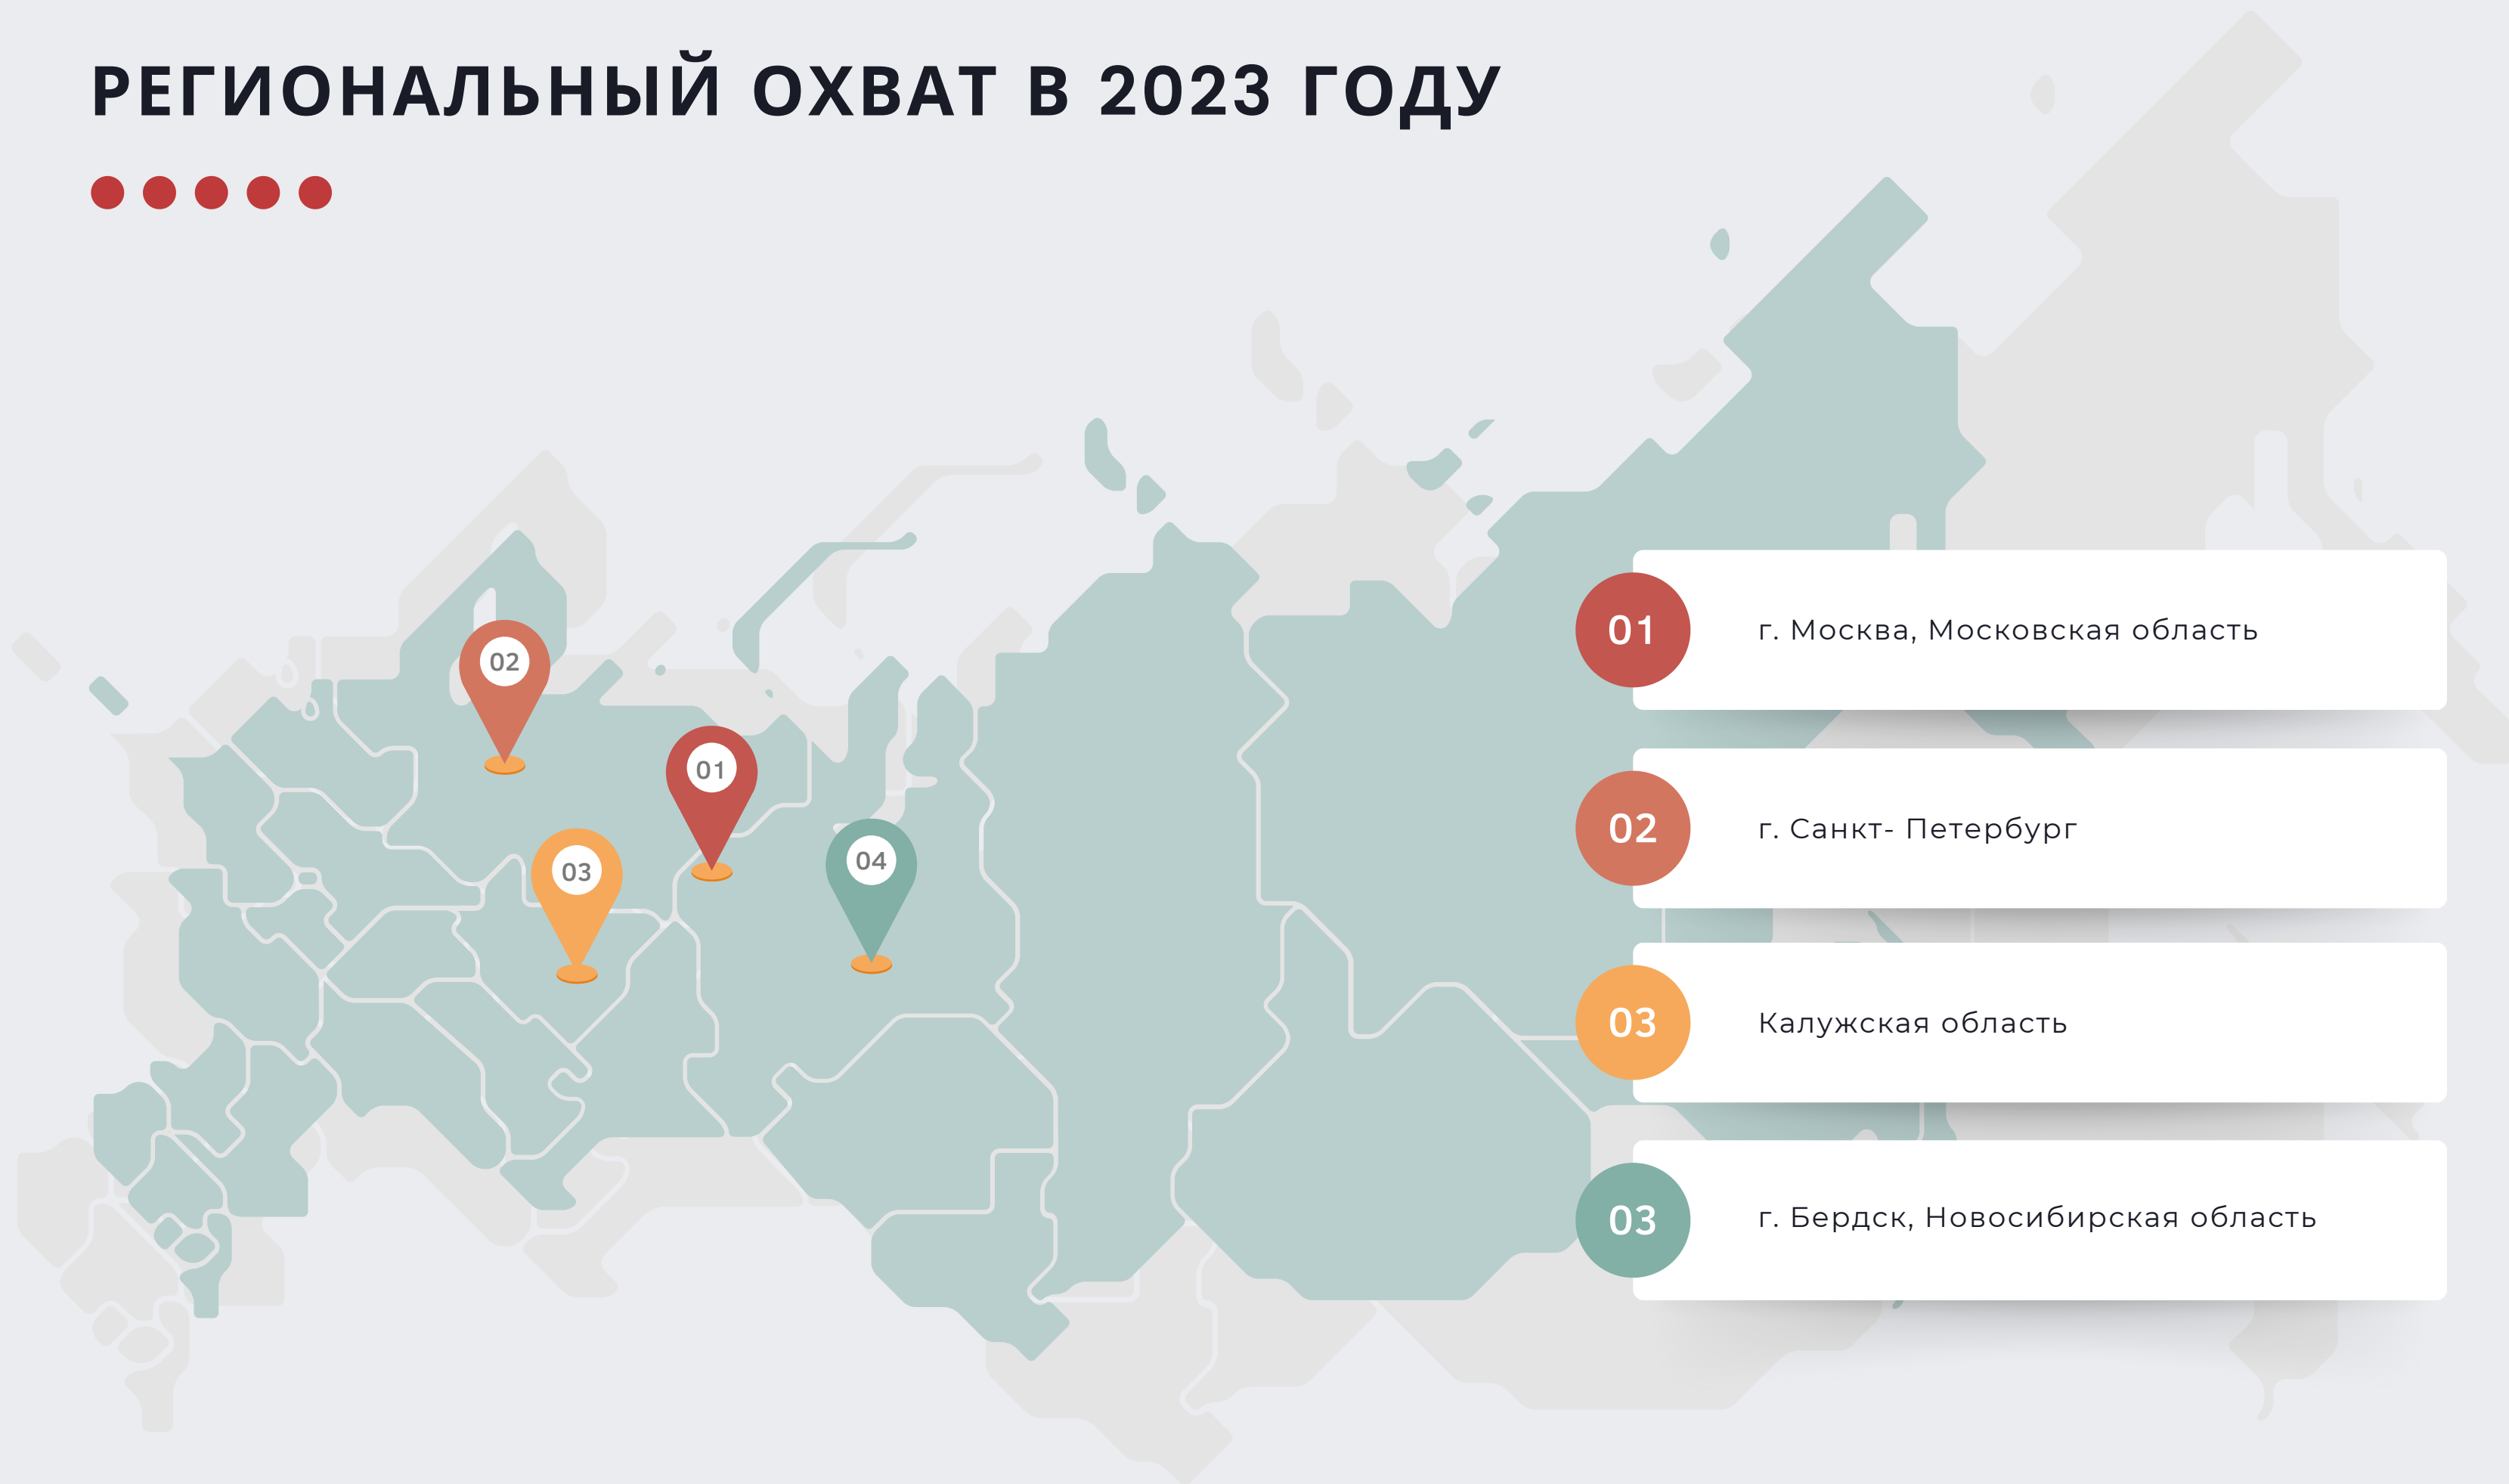 РЕГИОНАЛЬНЫЙ ОХВАТ В 2023 ГОДУ
02
01
03
04
01
г. Москва, Московская область
02
г. Санкт- Петербург
03
Калужская область
03
г. Бердск, Новосибирская область